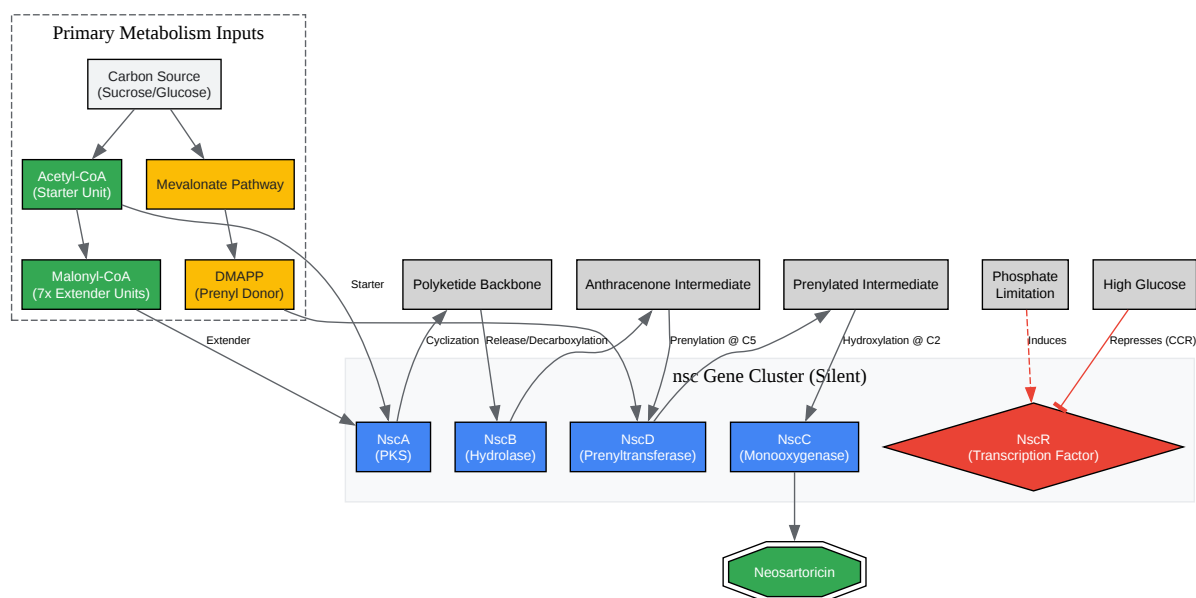 Primary Metabolism Inputs
Carbon Source
(Sucrose/Glucose)
Acetyl-CoA
(Starter Unit)
Mevalonate Pathway
Malonyl-CoA
(7x Extender Units)
DMAPP
(Prenyl Donor)
Starter
Polyketide Backbone
Anthracenone Intermediate
Prenylated Intermediate
Phosphate
Limitation
High Glucose
Extender
Cyclization
Release/Decarboxylation
Prenylation @ C5
Hydroxylation @ C2
Induces
Represses (CCR)
nsc Gene Cluster (Silent)
NscA
(PKS)
NscB
(Hydrolase)
NscD
(Prenyltransferase)
NscC
(Monooxygenase)
NscR
(Transcription Factor)
Neosartoricin